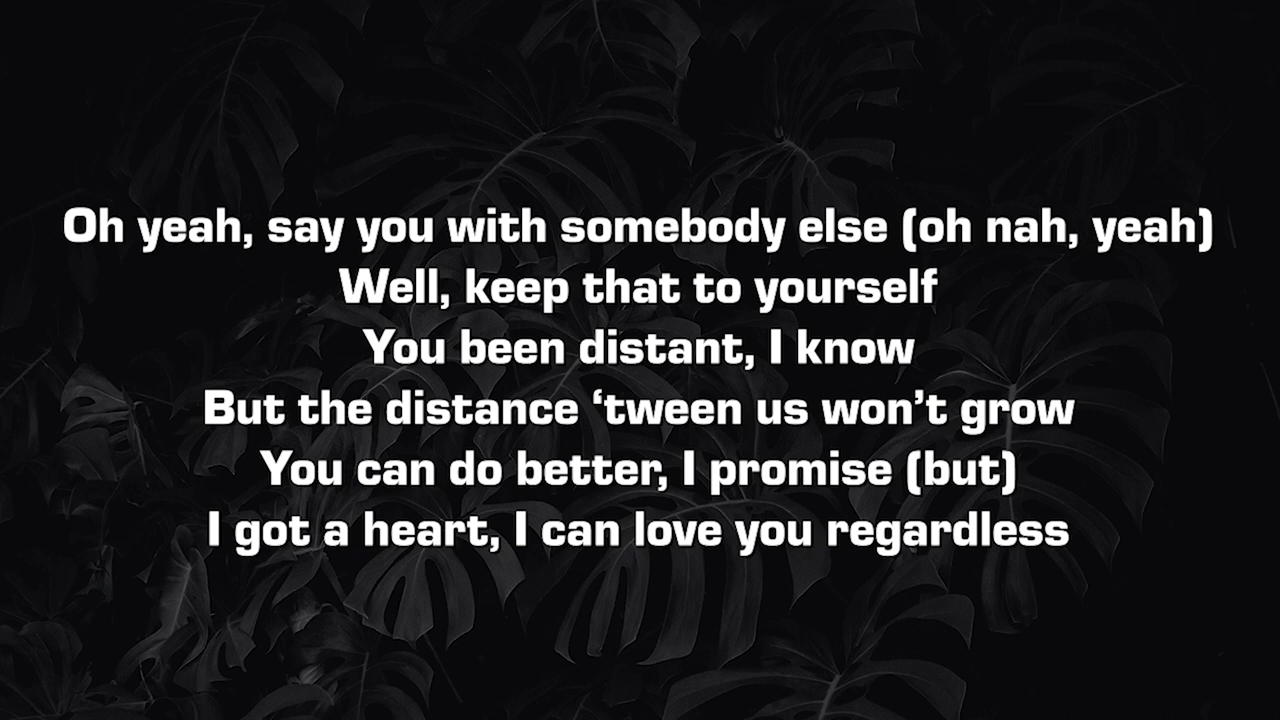 Oh yeah, say you with somebody else (oh nah, yeah)
Well, keep that to yourself
You been distant, I know
But the distance ‘tween us won’t grow
You can do better, I promise (but)
I got a heart, I can love you regardless